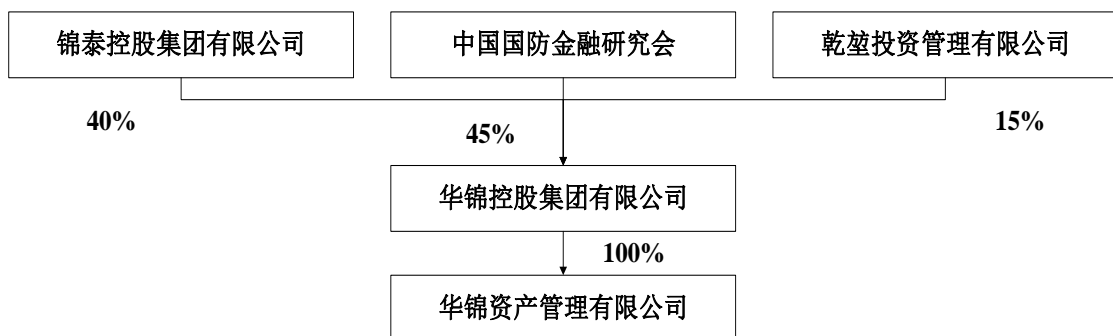 锦泰控股集团有限公司
中国国防金融研究会
乾堃投资管理有限公司
40%
45%
15%
华锦控股集团有限公司
100%
华锦资产管理有限公司